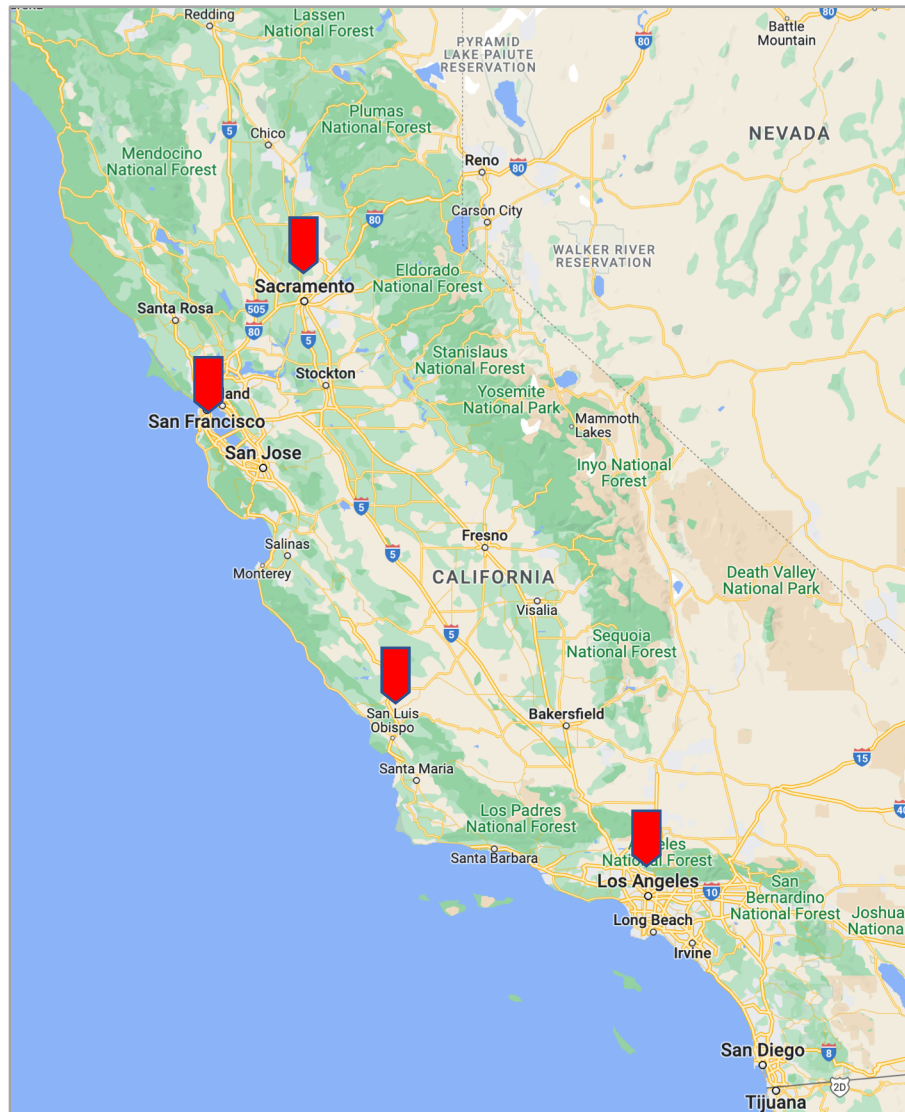 Redding
Lassen
National Forest
80
Battle
Mountain
PYRAMID
LAKE PAIUTE
RESERVATION
80
Plumas
National Forest
5
Chico
NEVADA
Mendocino
National Forest
Reno
80
Carson City
80
WALKER RIVER
RESERVATION
Eldorado
National Forest
Sacramento
Santa Rosa
505
80
5
Stanislaus
National Forest
Stockton
Yosemite
National Park
land
San Francisco
Mammoth
Lakes
San Jose
Inyo National
Forest
5
Fresno
Salinas
5
Monterey
CALIFORNIA
Death Valley
National Park
Visalia
5
Sequoia
National Forest
San Luis
Obispo
Bakersfield
15
Santa Maria
40
Los Padres
National Forest
Santa Barbara
National Forest
Los Angeles
10
San
Bernardino
National Forest
Joshua
Nationa
Long Beach
Irvine
San Diego
8
2D
Tijuana